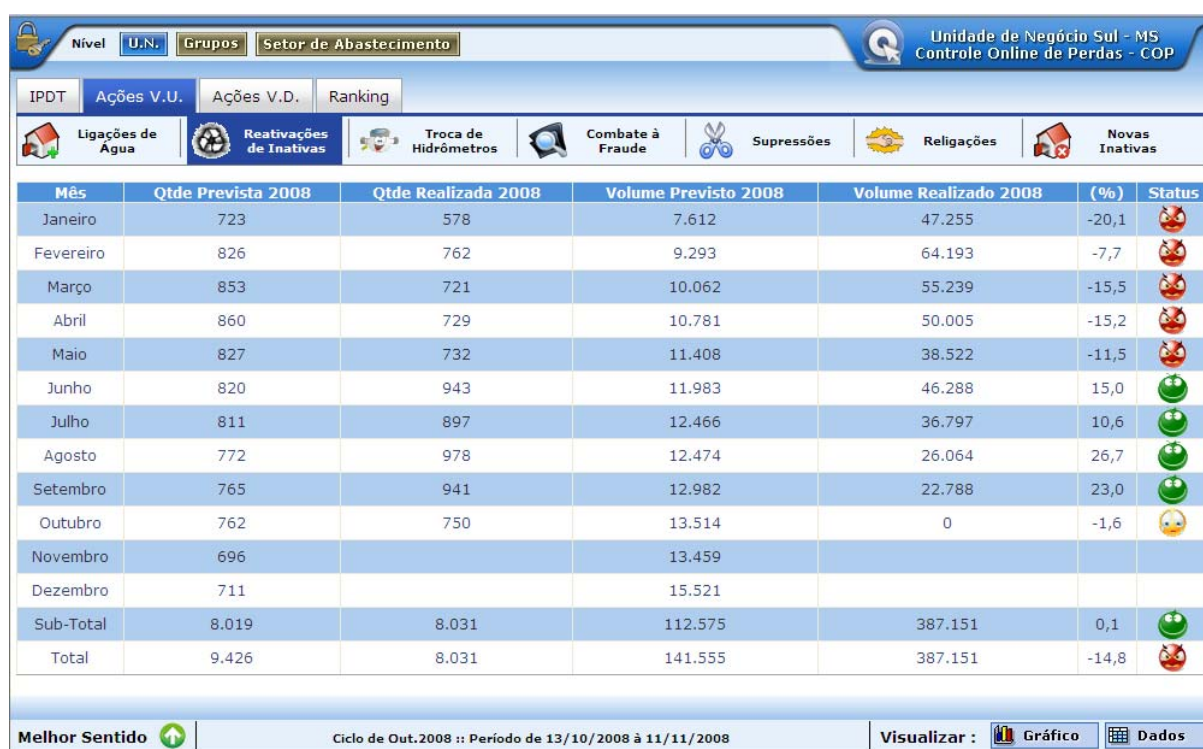 Nível U.N. Grupos Setor de Abastecimento
Unidade de Negócio Sul - MS
Controle Online de Perdas - COP
IPDT Ações V.U. Ações V.D. Ranking
Ligações de Água Reativações de Inativas Troca de Hidrômetros Combate à Fraude Supressões Religações Novas Inativas
Mês Qtde Prevista 2008 Qtde Realizada 2008 Volume Previsto 2008 Volume Realizado 2008 (%) Status
Janeiro 723 578 7.612 47.255 -20,1
Fevereiro 826 762 9.293 64.193 -7,7
Março 853 721 10.062 55.239 -15,5
Abril 860 729 10.781 50.005 -15,2
Maio 827 732 11.408 38.522 -11,5
Junho 820 943 11.983 46.288 15,0
Julho 811 897 12.466 36.797 10,6
Agosto 772 978 12.474 26.064 26,7
Setembro 765 941 12.982 22.788 23,0
Outubro 762 750 13.514 0 -1,6
Novembro 696 13.459
Dezembro 711 15.521
Sub-Total 8.019 8.031 112.575 387.151 0,1
Total 9.426 8.031 141.555 387.151 -14,8
Melhor Sentido Ciclo de Out.2008 :: Período de 13/10/2008 à 11/11/2008 Visualizar : Gráfico Dados